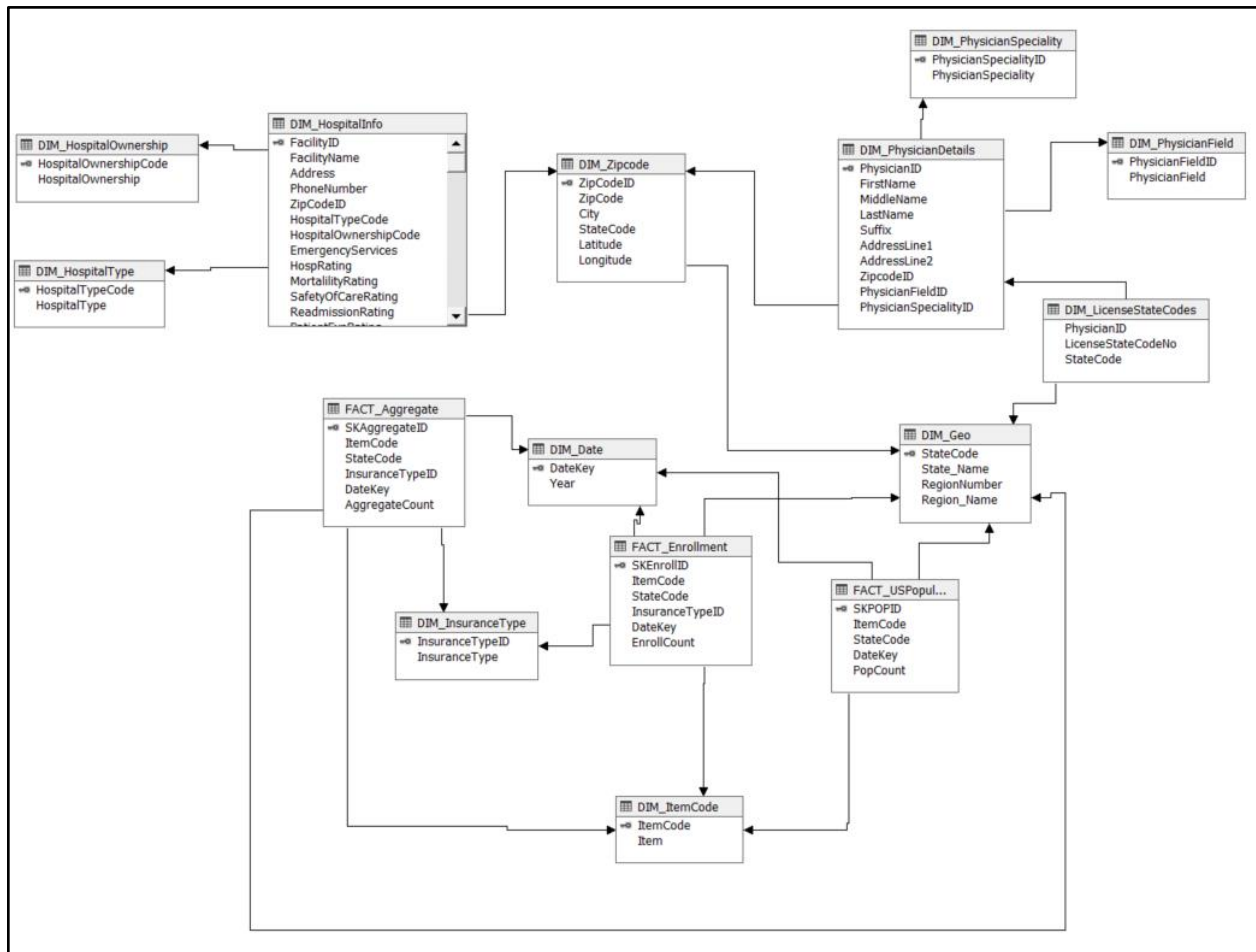 DIM_PhysicianSpeciality
PhysicianSpecialityID
PhysicianSpeciality
DIM_HospitalInfo
FacilityID
FacilityName
Address
PhoneNumber
ZipCodeID
HospitalTypeCode
HospitalOwnershipCode
EmergencyServices
HospRating
MortalilityRating
SafetyOfCareRating
ReadmissionRating
DIM_HospitalOwnership
HospitalOwnershipCode
HospitalOwnership
DIM_HospitalType
HospitalTypeCode
HospitalType
DIM_Zipcode
ZipCodeID
ZipCode
City
StateCode
Latitude
Longitude
DIM_PhysicianDetails
PhysicianID
FirstName
MiddleName
LastName
Suffix
AddressLine1
AddressLine2
ZipcodeID
PhysicianFieldID
PhysicianSpecialityID
DIM_PhysicianField
PhysicianFieldID
PhysicianField
DIM_LicenseStateCodes
PhysicianID
LicenseStateCodeNo
StateCode
FACT_Aggregate
SKAggregateID
ItemCode
StateCode
InsuranceTypeID
DateKey
AggregateCount
DIM_Date
DateKey
Year
DIM_Geo
StateCode
State_Name
RegionNumber
Region_Name
FACT_Enrollment
SKEnrollID
ItemCode
StateCode
InsuranceTypeID
DateKey
EnrollCount
FACT_USPopul...
SKPOPID
ItemCode
StateCode
DateKey
PopCount
DIM_InsuranceType
InsuranceTypeID
InsuranceType
DIM_ItemCode
ItemCode
Item